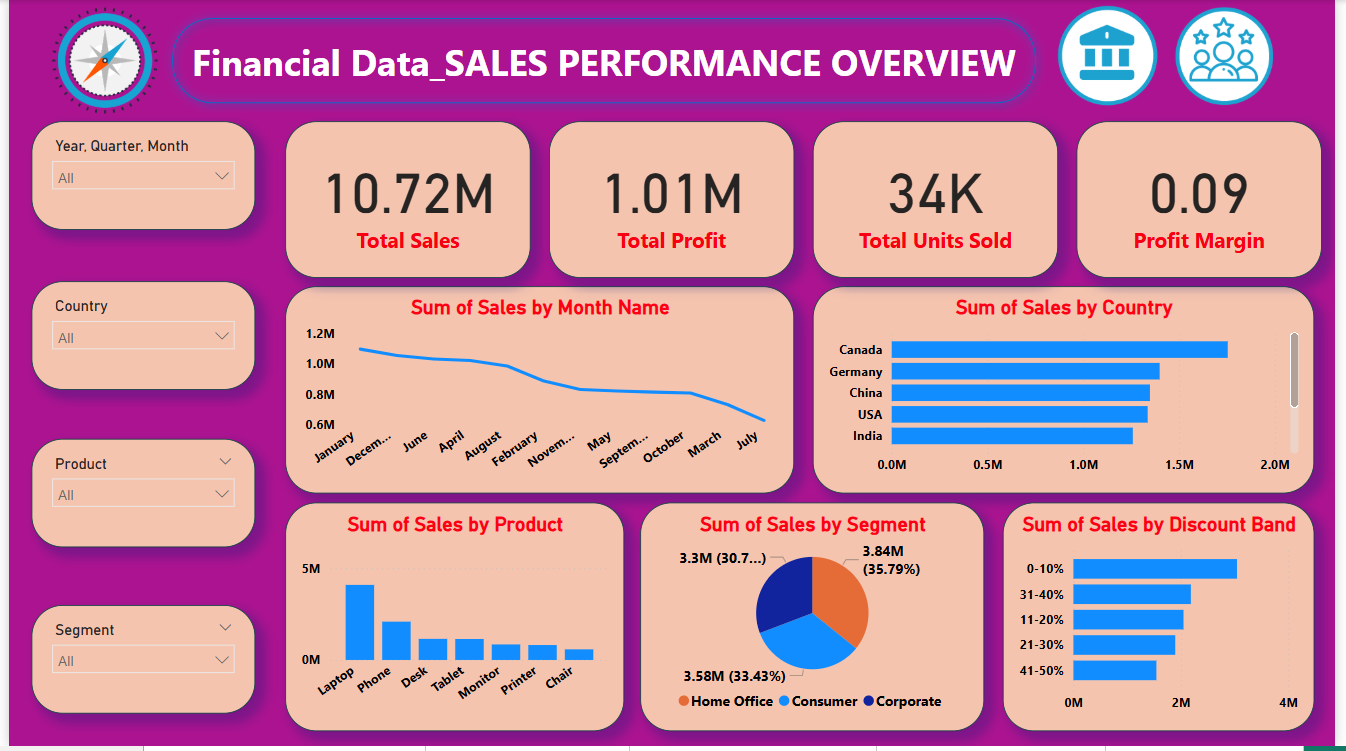 Financial Data_SALES PERFORMANCE OVERVIEW
Year, Quarter, Month
All
Country
All
Product
All
Segment
All
10.72M
Total Sales
1.01M
Total Profit
34K
Total Units Sold
0.09
Profit Margin
Sum of Sales by Month Name
1.2M
1.0M
0.8M
0.6M
January
Decem...
June
April
August
February
Novem...
May
Septem...
October
March
July
Sum of Sales by Country
Canada
Germany
China
USA
India
0.0M
0.5M
1.0M
1.5M
2.0M
Sum of Sales by Product
5M
0M
Laptop
Phone
Desk
Tablet
Monitor
Printer
Chair
Sum of Sales by Segment
3.3M (30.7...)
3.84M
(35.79%)
3.58M (33.43%)
Home Office
Consumer
Corporate
Sum of Sales by Discount Band
0-10%
31-40%
11-20%
21-30%
41-50%
0M
2M
4M